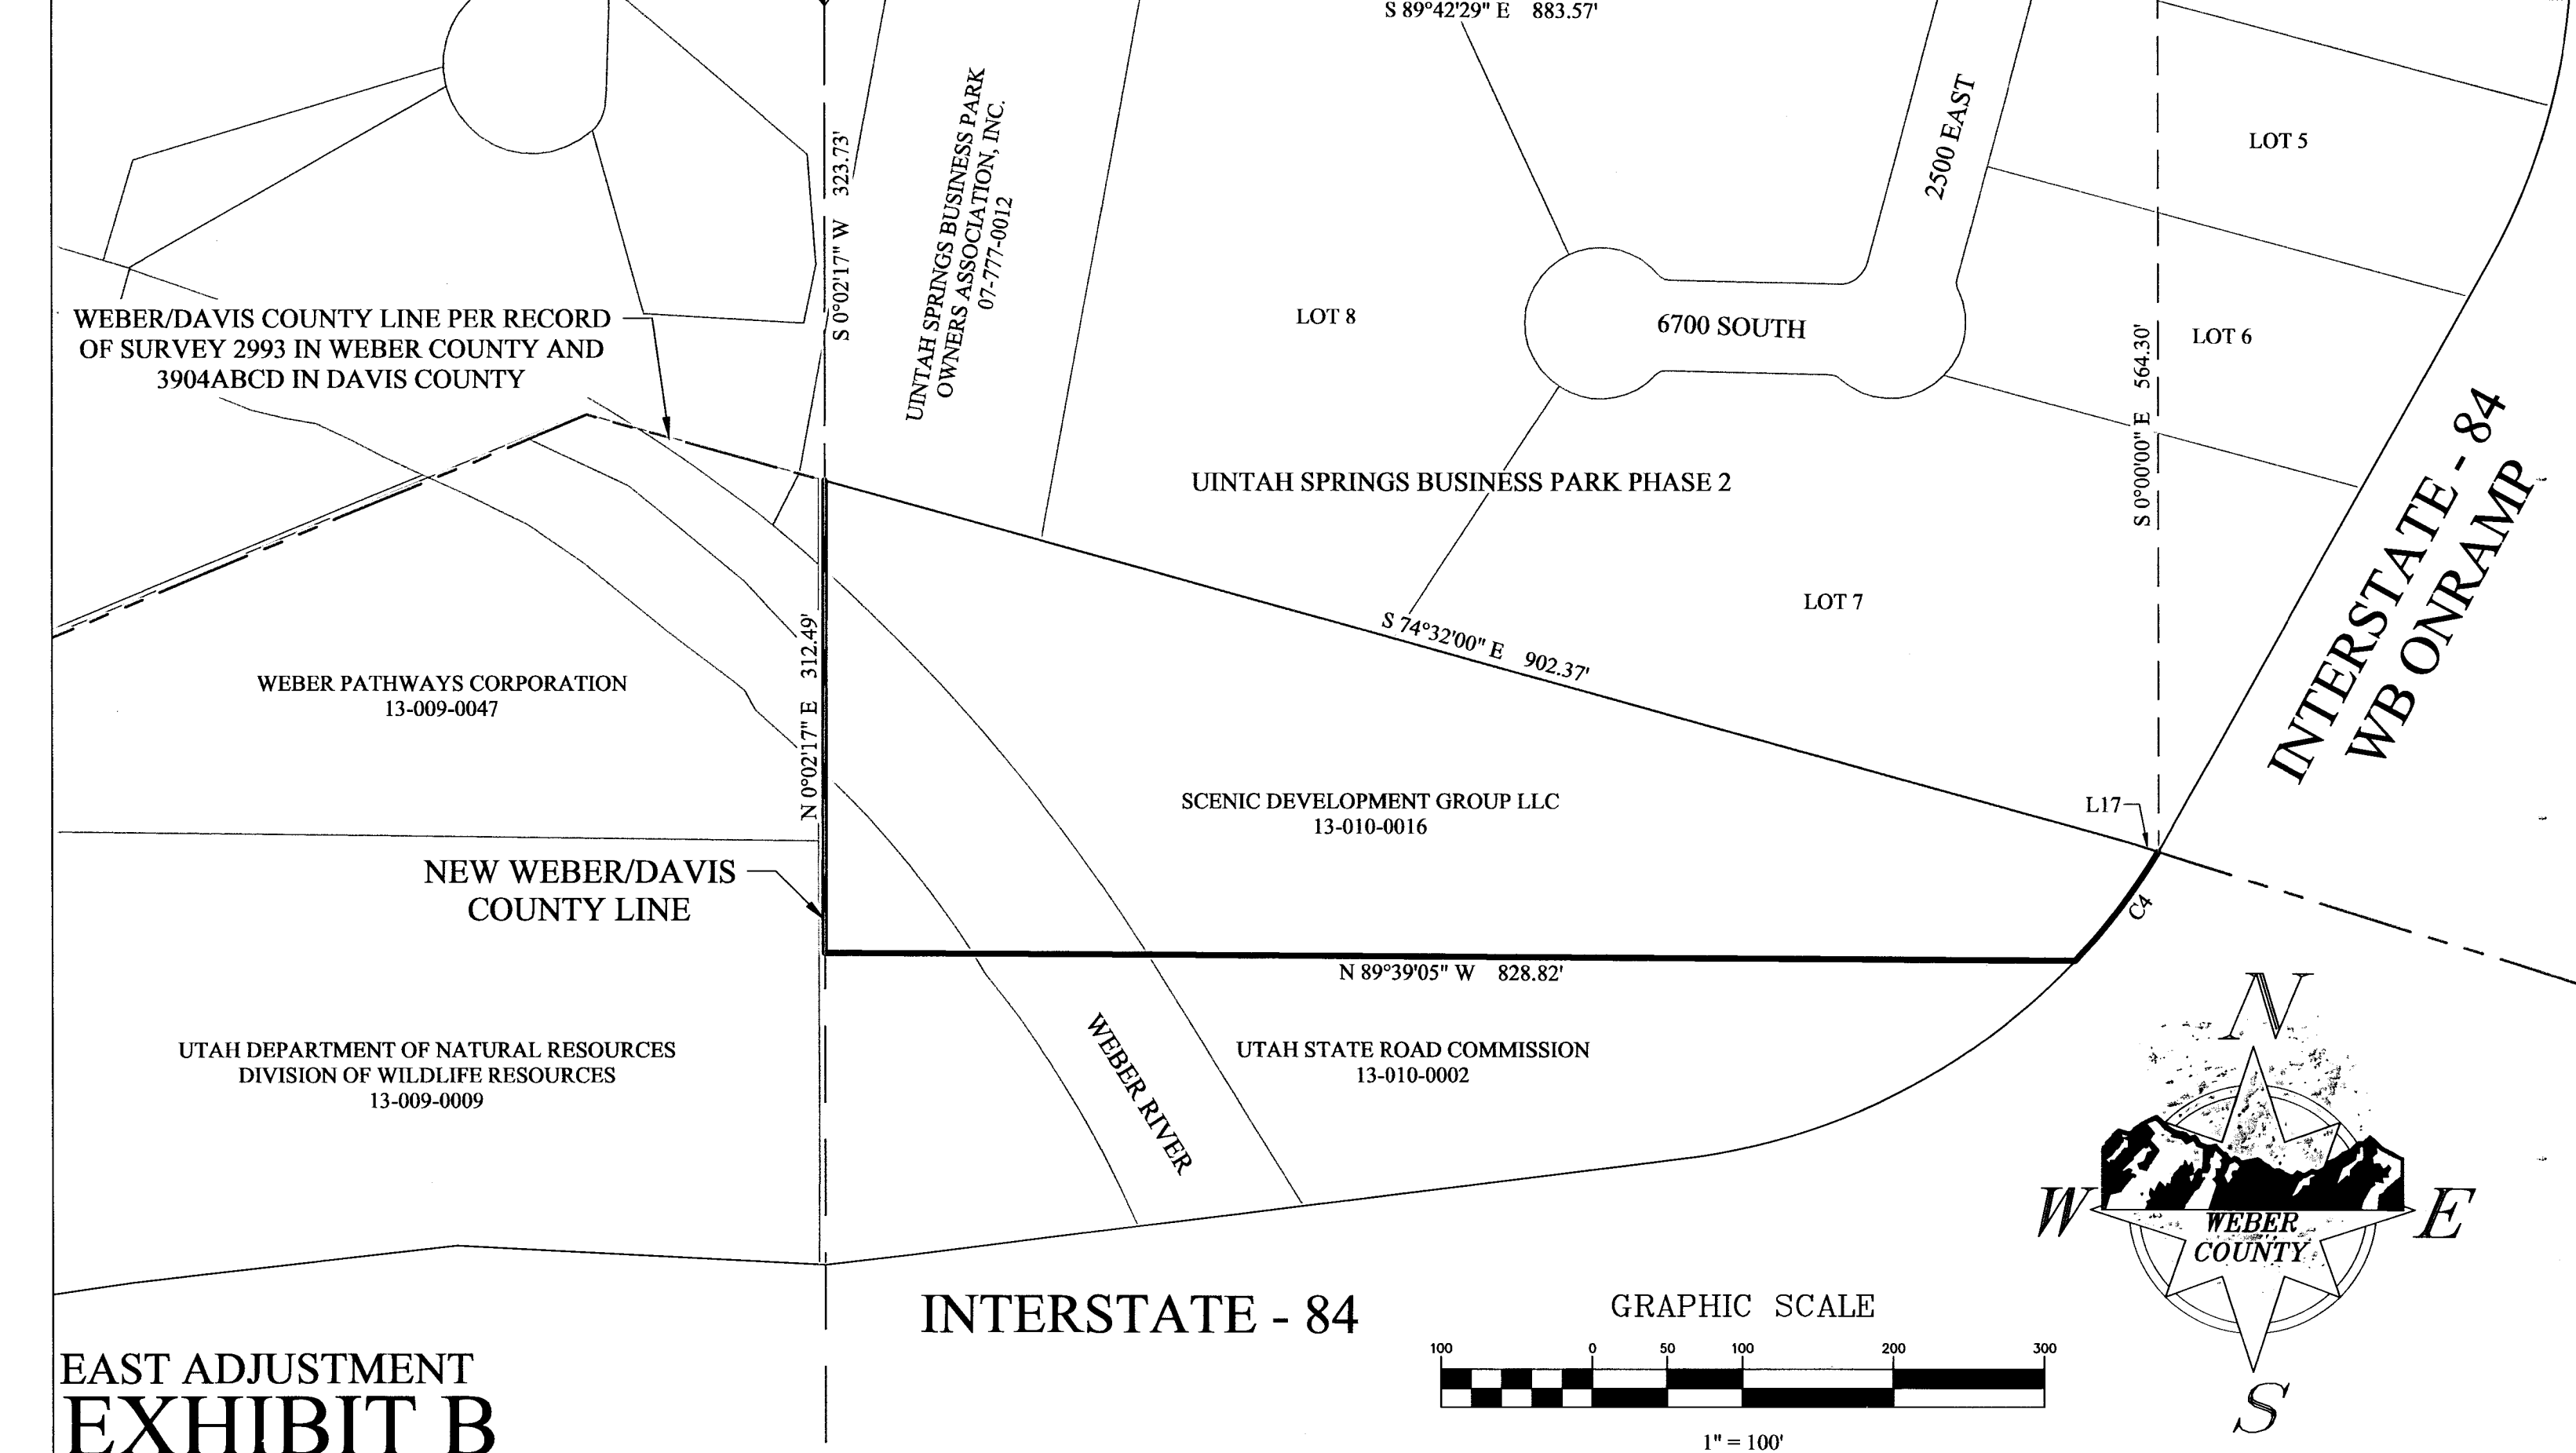 S 89°42'29" E 883.57'
S 0°02'17" W 323.73'
UINTAH SPRINGS BUSINESS PARK
OWNERS ASSOCIATION, INC.
07-777-0012
2500 EAST
LOT 5
WEBER/DAVIS COUNTY LINE PER RECORD
OF SURVEY 2993 IN WEBER COUNTY AND
3904ABCD IN DAVIS COUNTY
LOT 8
6700 SOUTH
LOT 6
S 0°00'00" E 564.30'
INTERSTATE - 84
WB ONRAMP
UINTAH SPRINGS BUSINESS PARK PHASE 2
LOT 7
S 74°32'00" E 902.37'
N 0°02'17" E 312.49'
WEBER PATHWAYS CORPORATION
13-009-0047
SCENIC DEVELOPMENT GROUP LLC
13-010-0016
L17
NEW WEBER/DAVIS
COUNTY LINE
C4
N 89°39'05" W 828.82'
UTAH DEPARTMENT OF NATURAL RESOURCES
DIVISION OF WILDLIFE RESOURCES
13-009-0009
WEBER RIVER
UTAH STATE ROAD COMMISSION
13-010-0002
N
W
E
WEBER
COUNTY
S
INTERSTATE - 84
GRAPHIC SCALE
100 0 50 100 200 300
1" = 100'
EAST ADJUSTMENT
EXHIBIT B